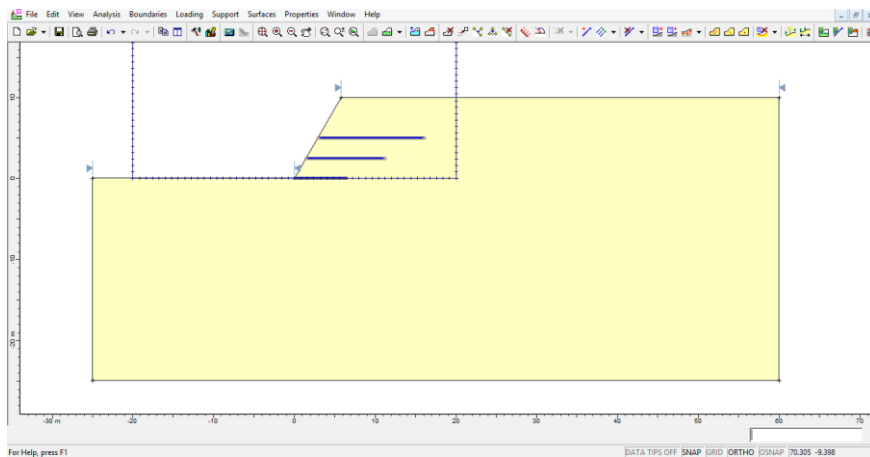 File Edit View Analysis Boundaries Loading Support Surfaces Properties Window Help
10
0
-10
-20 m
-30 m -20 -10 0 10 20 30 40 50 60 70
For Help, press F1 DATA TIPS OFF SNAP GRID ORTHO OSNAP 70.305 -9.398